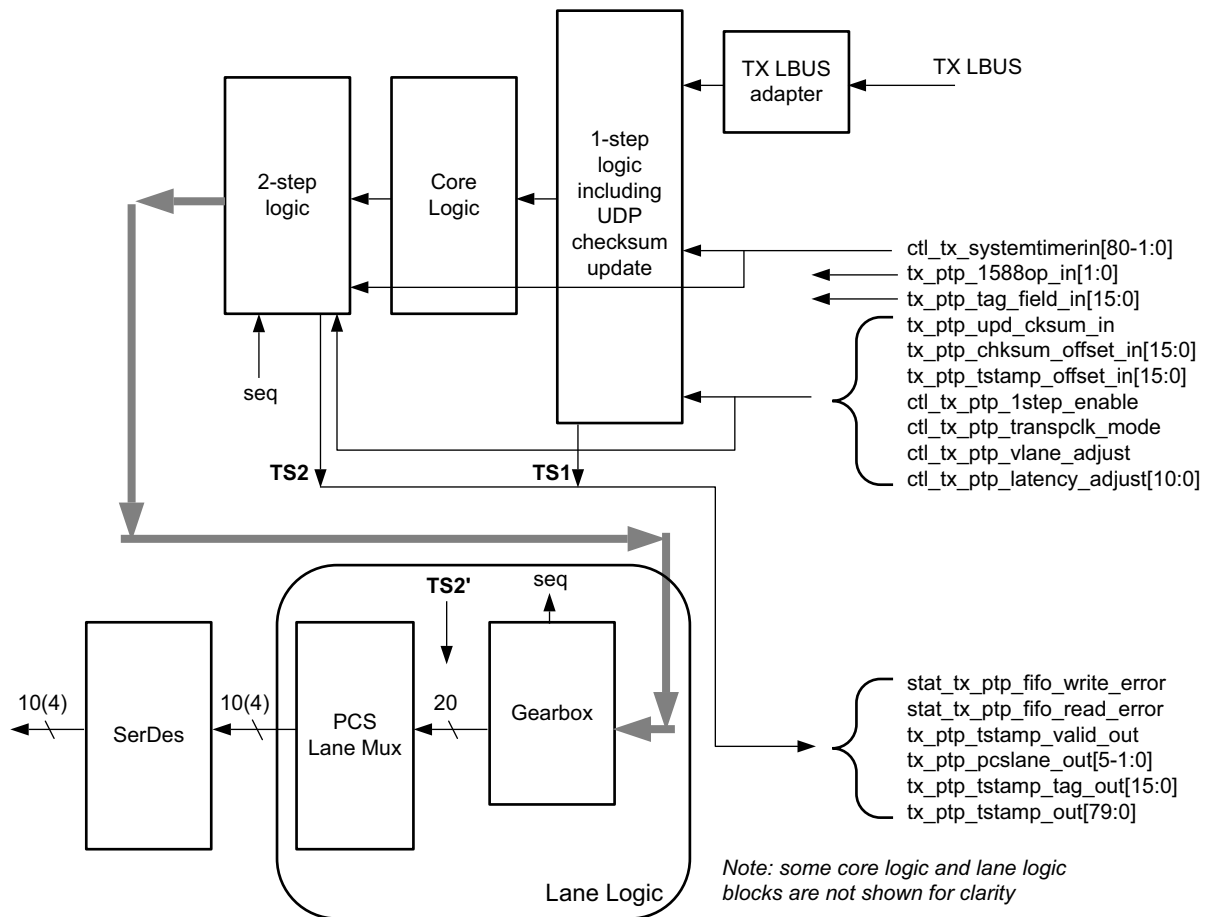 TX LBUS
adapter
TX LBUS
2-step
logic
Core
Logic
1-step
logic
including
UDP
checksum
update
ctl_tx_systemtimerin[80-1:0]
tx_ptp_1588op_in[1:0]
tx_ptp_tag_field_in[15:0]
tx_ptp_upd_cksum_in
tx_ptp_chksum_offset_in[15:0]
tx_ptp_tstamp_offset_in[15:0]
ctl_tx_ptp_1step_enable
ctl_tx_ptp_transpclk_mode
ctl_tx_ptp_vlane_adjust
ctl_tx_ptp_latency_adjust[10:0]
seq
TS2
TS1
TS2'
seq
10(4)
SerDes
10(4)
PCS
Lane Mux
20
Gearbox
Lane Logic
stat_tx_ptp_fifo_write_error
stat_tx_ptp_fifo_read_error
tx_ptp_tstamp_valid_out
tx_ptp_pcslane_out[5-1:0]
tx_ptp_tstamp_tag_out[15:0]
tx_ptp_tstamp_out[79:0]
Note: some core logic and lane logic
blocks are not shown for clarity